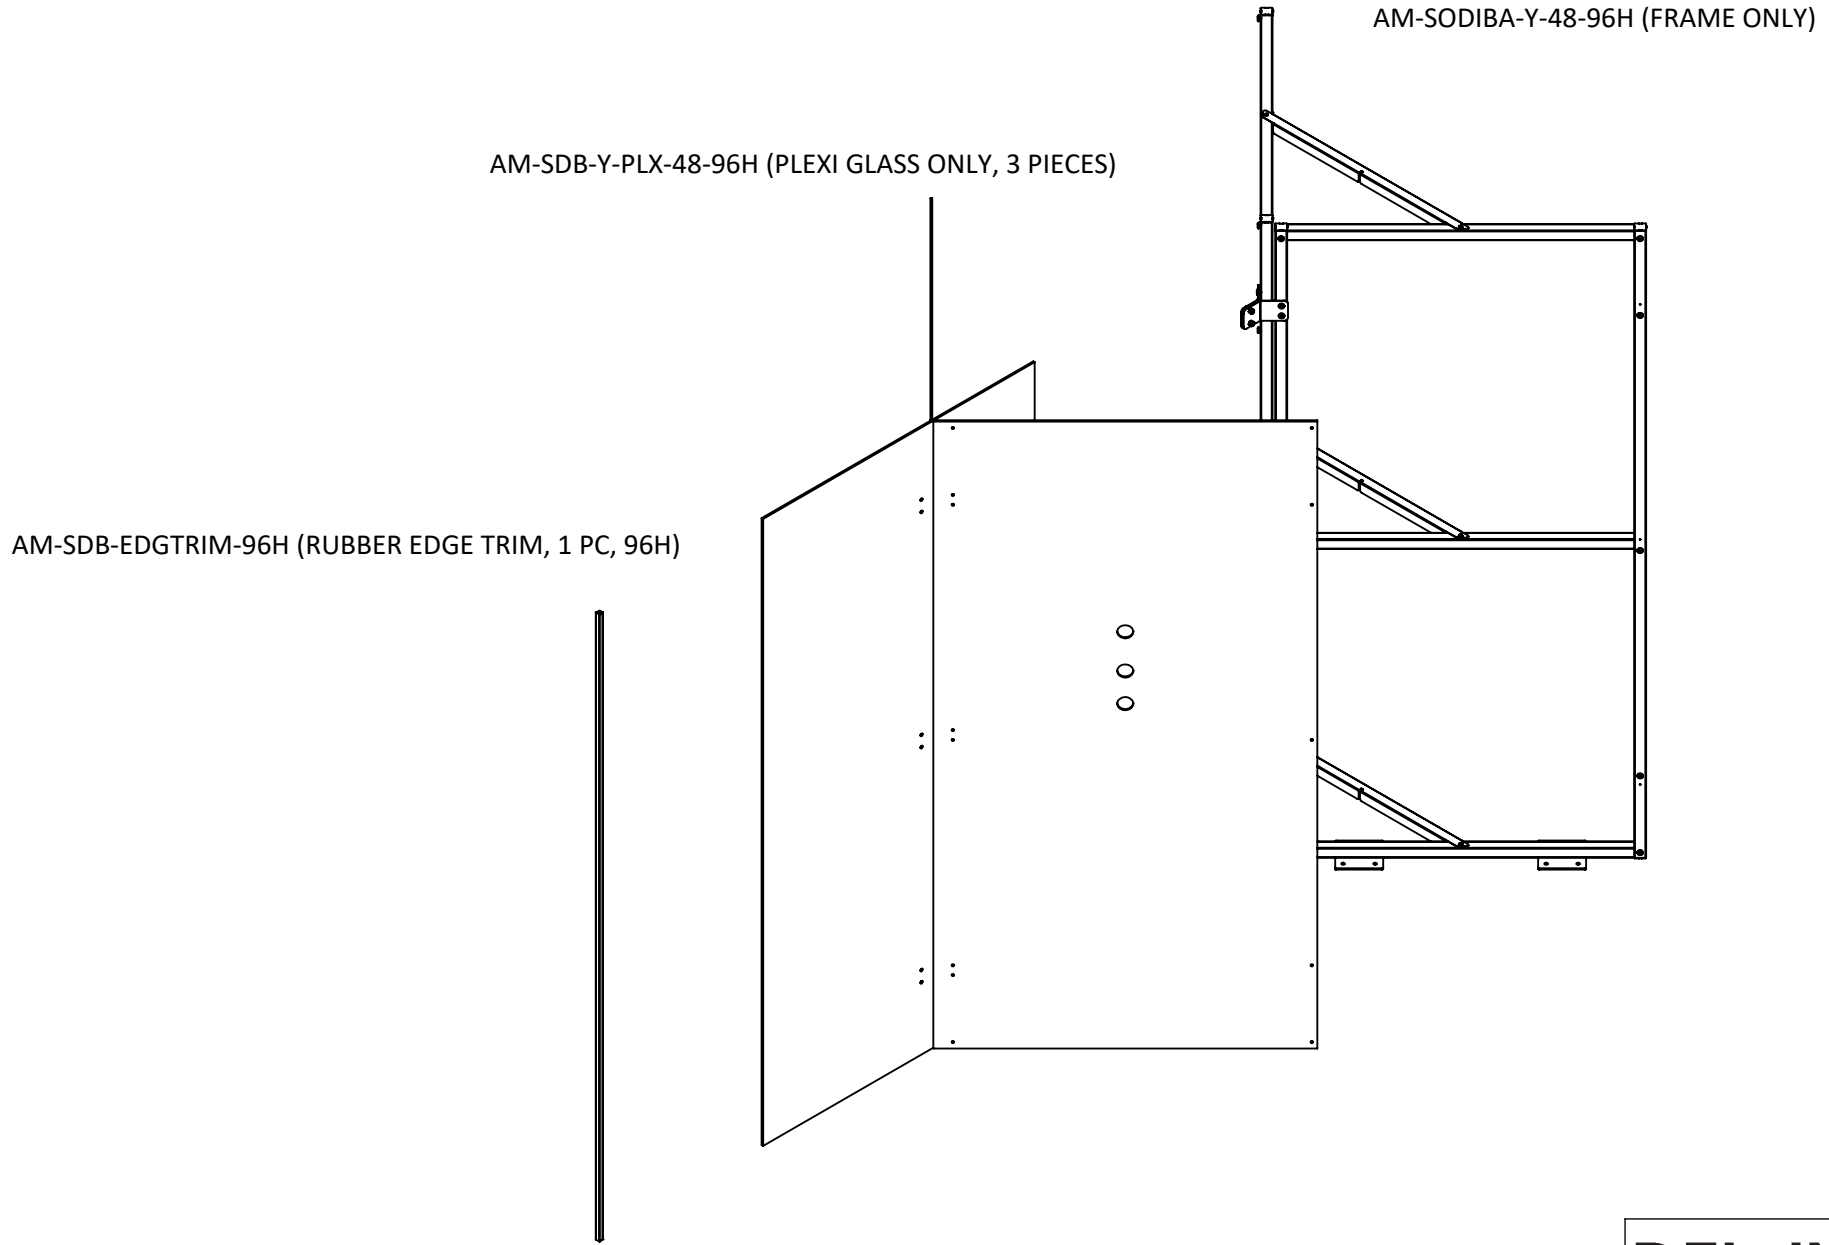 AM-SODIBA-Y-48-96H (FRAME ONLY)
AM-SDB-Y-PLX-48-96H (PLEXI GLASS ONLY, 3 PIECES)
AM-SDB-EDGTRIM-96H (RUBBER EDGE TRIM, 1 PC, 96H)